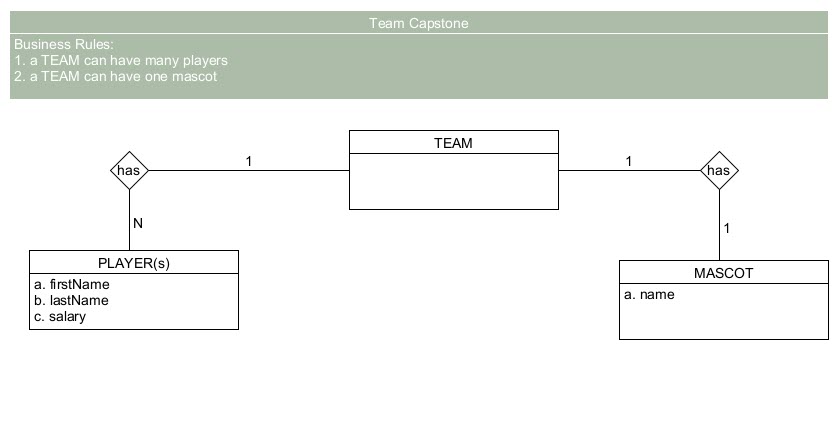 Team Capstone
Business Rules:
1. a TEAM can have many players
2. a TEAM can have one mascot
TEAM
has
1
1
has
N
1
PLAYER(s)
a. firstName
b. lastName
c. salary
MASCOT
a. name